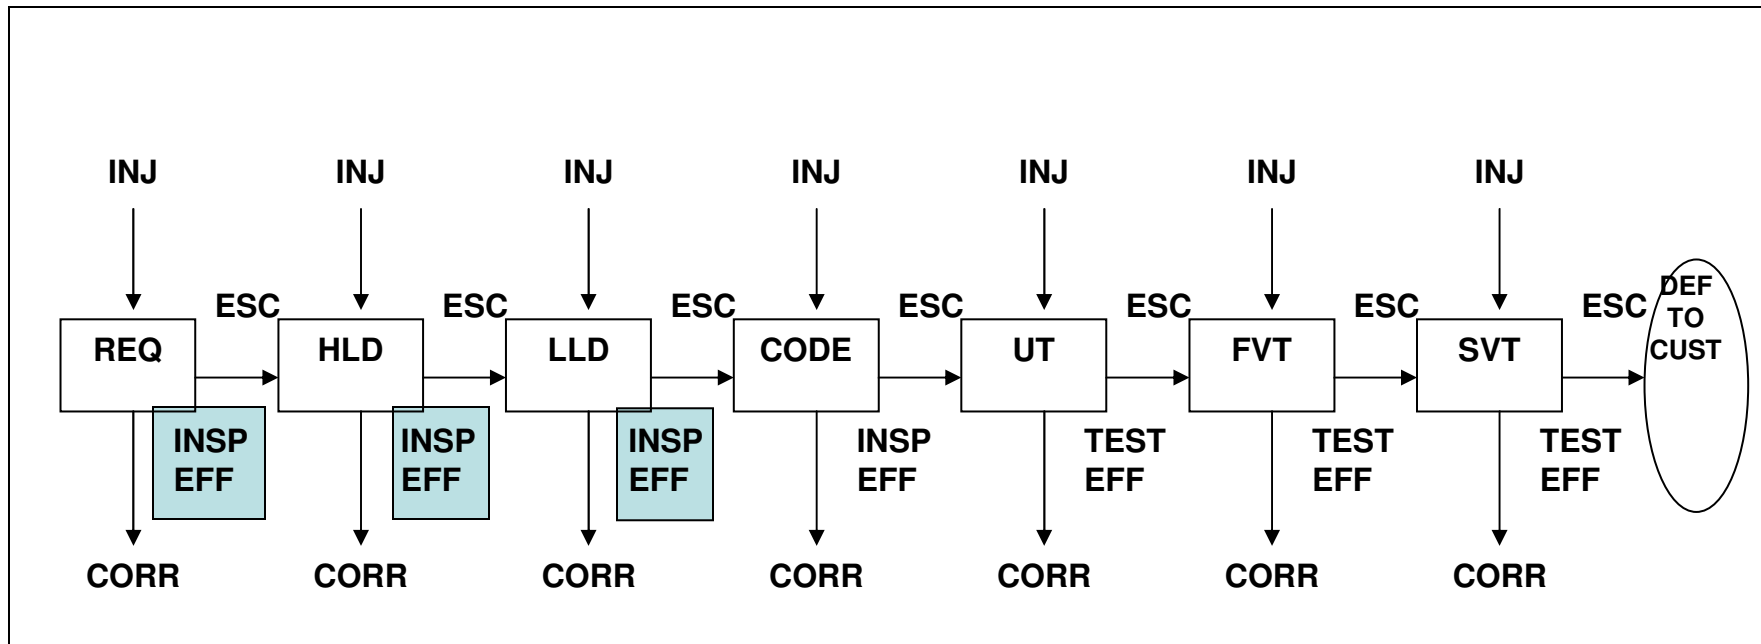 INJ INJ INJ INJ INJ INJ INJ
ESC ESC ESC ESC ESC ESC ESC
REQ HLD LLD CODE UT FVT SVT
DEF
TO
CUST
INSP
EFF
INSP
EFF
INSP
EFF
INSP
EFF
TEST
EFF
TEST
EFF
TEST
EFF
CORR CORR CORR CORR CORR CORR CORR